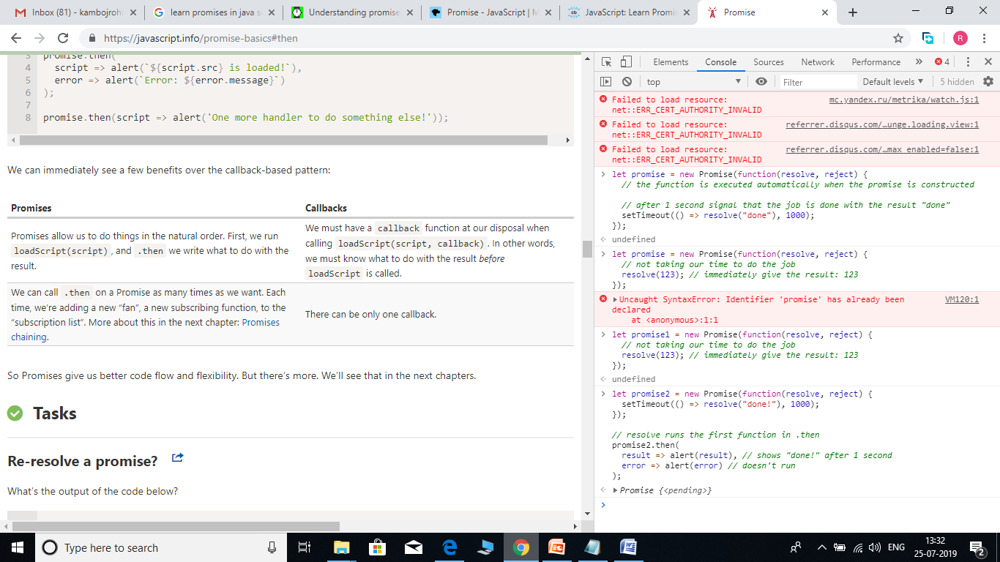 Inbox (81) - kambojrohi
learn promises in java s
Understanding promise
Promise - JavaScript | M
JavaScript: Learn Promi
Promise
https://javascript.info/promise-basics#then
R
3 promise.then(
4 script => alert(`${script.src} is loaded!`),
5 error => alert(`Error: ${error.message}`)
6 );
7
8 promise.then(script => alert('One more handler to do something else!'));
We can immediately see a few benefits over the callback-based pattern:
Promises Callbacks
Promises allow us to do things in the natural order. First, we run
loadScript(script), and .then we write what to do with the
result.
We must have a callback function at our disposal when
calling loadScript(script, callback). In other words,
we must know what to do with the result before
loadScript is called.
We can call .then on a Promise as many times as we want. Each
time, we're adding a new "fan", a new subscribing function, to the
"subscription list". More about this in the next chapter: Promises
chaining.
There can be only one callback.
So Promises give us better code flow and flexibility. But there's more. We'll see that in the next chapters.
Tasks
Re-resolve a promise?
What's the output of the code below?
Elements Console Sources Network Performance » 4
top Filter Default levels 5 hidden
Failed to load resource: mc.yandex.ru/metrika/watch.js:1
net::ERR_CERT_AUTHORITY_INVALID
Failed to load resource: referrer.disqus.com/…unge.loading.view:1
net::ERR_CERT_AUTHORITY_INVALID
Failed to load resource: referrer.disqus.com/…max enabled=false:1
net::ERR_CERT_AUTHORITY_INVALID
> let promise = new Promise(function(resolve, reject) {
// the function is executed automatically when the promise is constructed
// after 1 second signal that the job is done with the result "done"
setTimeout(() => resolve("done"), 1000);
});
undefined
> let promise = new Promise(function(resolve, reject) {
// not taking our time to do the job
resolve(123); // immediately give the result: 123
});
Uncaught SyntaxError: Identifier 'promise' has already been VM120:1
declared
at <anonymous>:1:1
> let promise1 = new Promise(function(resolve, reject) {
// not taking our time to do the job
resolve(123); // immediately give the result: 123
});
undefined
> let promise2 = new Promise(function(resolve, reject) {
setTimeout(() => resolve("done!"), 1000);
});
// resolve runs the first function in .then
promise2.then(
result => alert(result), // shows "done!" after 1 second
error => alert(error) // doesn't run
);
Promise {<pending>}
>
Type here to search
ENG
13:32
25-07-2019
2